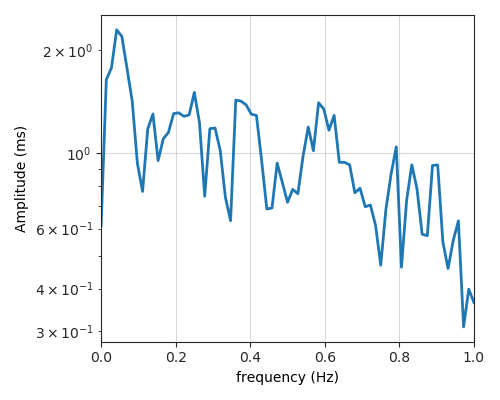 2 × 10⁰
10⁰
6 × 10⁻¹
4 × 10⁻¹
3 × 10⁻¹
Amplitude (ms)
0.0 0.2 0.4 0.6 0.8 1.0
frequency (Hz)